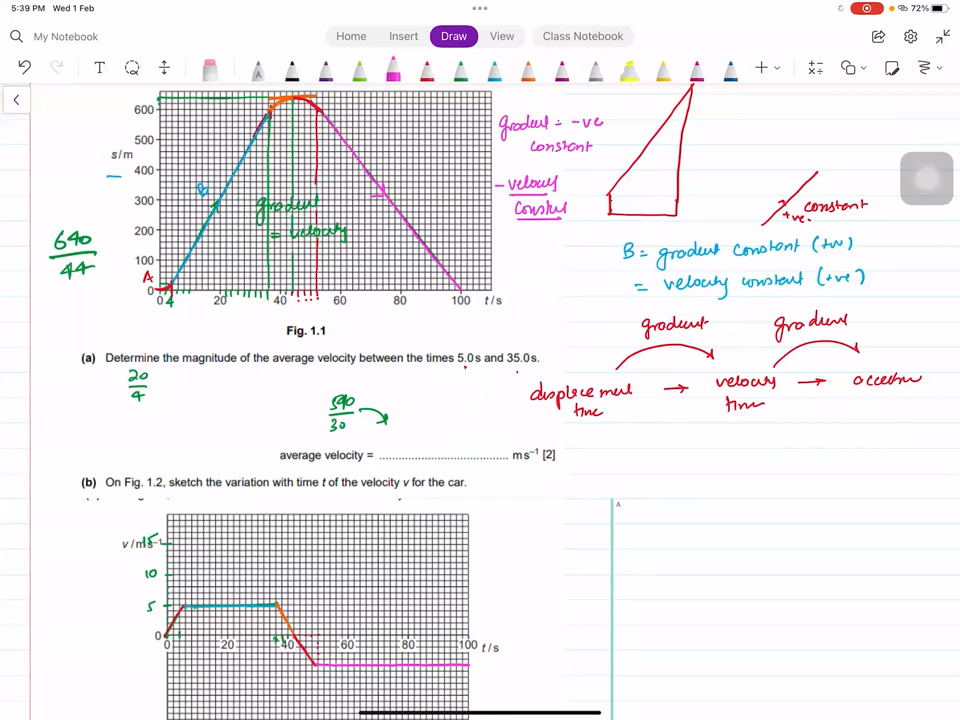 5:39 PM Wed 1 Feb
72%
My Notebook
Home Insert Draw View Class Notebook
600
500
s/m
400
300
200
100
0
0 4 20 40 60 80 100 t/s
A
B
gradient
= velocity
640
44
gradient = -ve
constant
- velocity
constant
constant
+ve.
B = gradient constant (+ve)
= velocity constant (+ve)
gradient gradient
displacement → velocity →
time time
Fig. 1.1
(a) Determine the magnitude of the average velocity between the times 5.0 s and 35.0 s.
20
4
590
30
average velocity = ...................................... m s⁻¹ [2]
(b) On Fig. 1.2, sketch the variation with time t of the velocity v for the car.
A
v/m s⁻¹
15
10
5
0
0 20 40 60 80 100 t/s